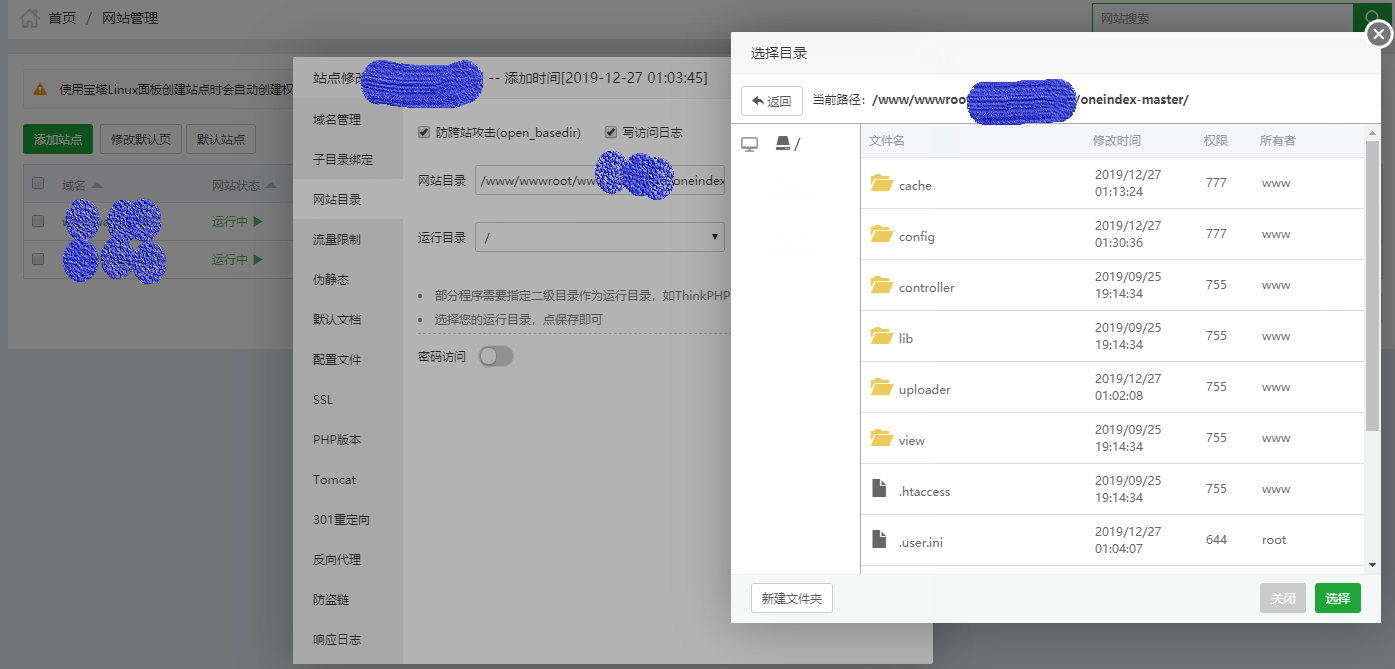 首页 / 网站管理
网站搜索
使用宝塔Linux面板创建站点时会自动创建权
添加站点 修改默认页 默认站点
域名 网站状态
运行中
运行中
站点修改 -- 添加时间[2019-12-27 01:03:45]
域名管理
子目录绑定
网站目录
流量限制
伪静态
默认文档
配置文件
SSL
PHP版本
Tomcat
301重定向
反向代理
防盗链
响应日志
防跨站攻击(open_basedir) 写访问日志
网站目录 /www/wwwroot/ww oneindex
运行目录 /
部分程序需要指定二级目录作为运行目录，如ThinkPHP
选择您的运行目录，点保存即可
密码访问
选择目录
返回 当前路径： /www/wwwroot /oneindex-master/
/
文件名 修改时间 权限 所有者
cache 2019/12/27 01:13:24 777 www
config 2019/12/27 01:30:36 777 www
controller 2019/09/25 19:14:34 755 www
lib 2019/09/25 19:14:34 755 www
uploader 2019/12/27 01:02:08 755 www
view 2019/09/25 19:14:34 755 www
.htaccess 2019/09/25 19:14:34 755 www
.user.ini 2019/12/27 01:04:07 644 root
新建文件夹 关闭 选择